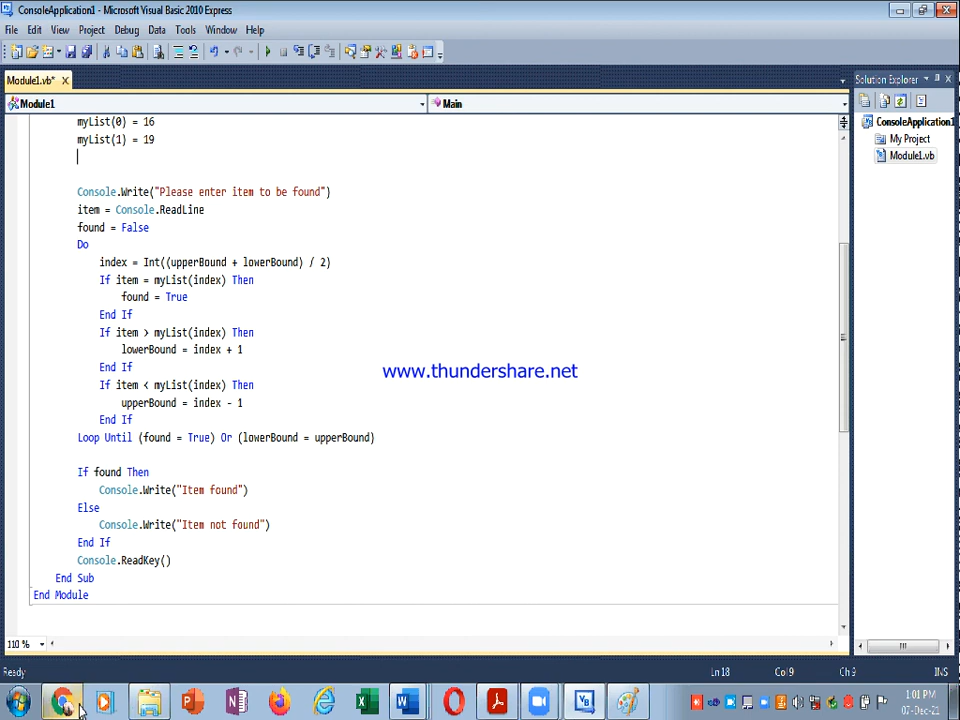 ConsoleApplication1 - Microsoft Visual Basic 2010 Express
File Edit View Project Debug Data Tools Window Help
Module1.vb* x
Solution Explorer
Module1
Main
myList(0) = 16
myList(1) = 19
ConsoleApplication1
My Project
Module1.vb
Console.Write("Please enter item to be found")
item = Console.ReadLine
found = False
Do
index = Int((upperBound + lowerBound) / 2)
If item = myList(index) Then
found = True
End If
If item > myList(index) Then
lowerBound = index + 1
End If
www.thundershare.net
If item < myList(index) Then
upperBound = index - 1
End If
Loop Until (found = True) Or (lowerBound = upperBound)
If found Then
Console.Write("Item found")
Else
Console.Write("Item not found")
End If
Console.ReadKey()
End Sub
End Module
110 %
Ready
Ln 18 Col 9 Ch 9 INS
1:01 PM
07-Dec-21